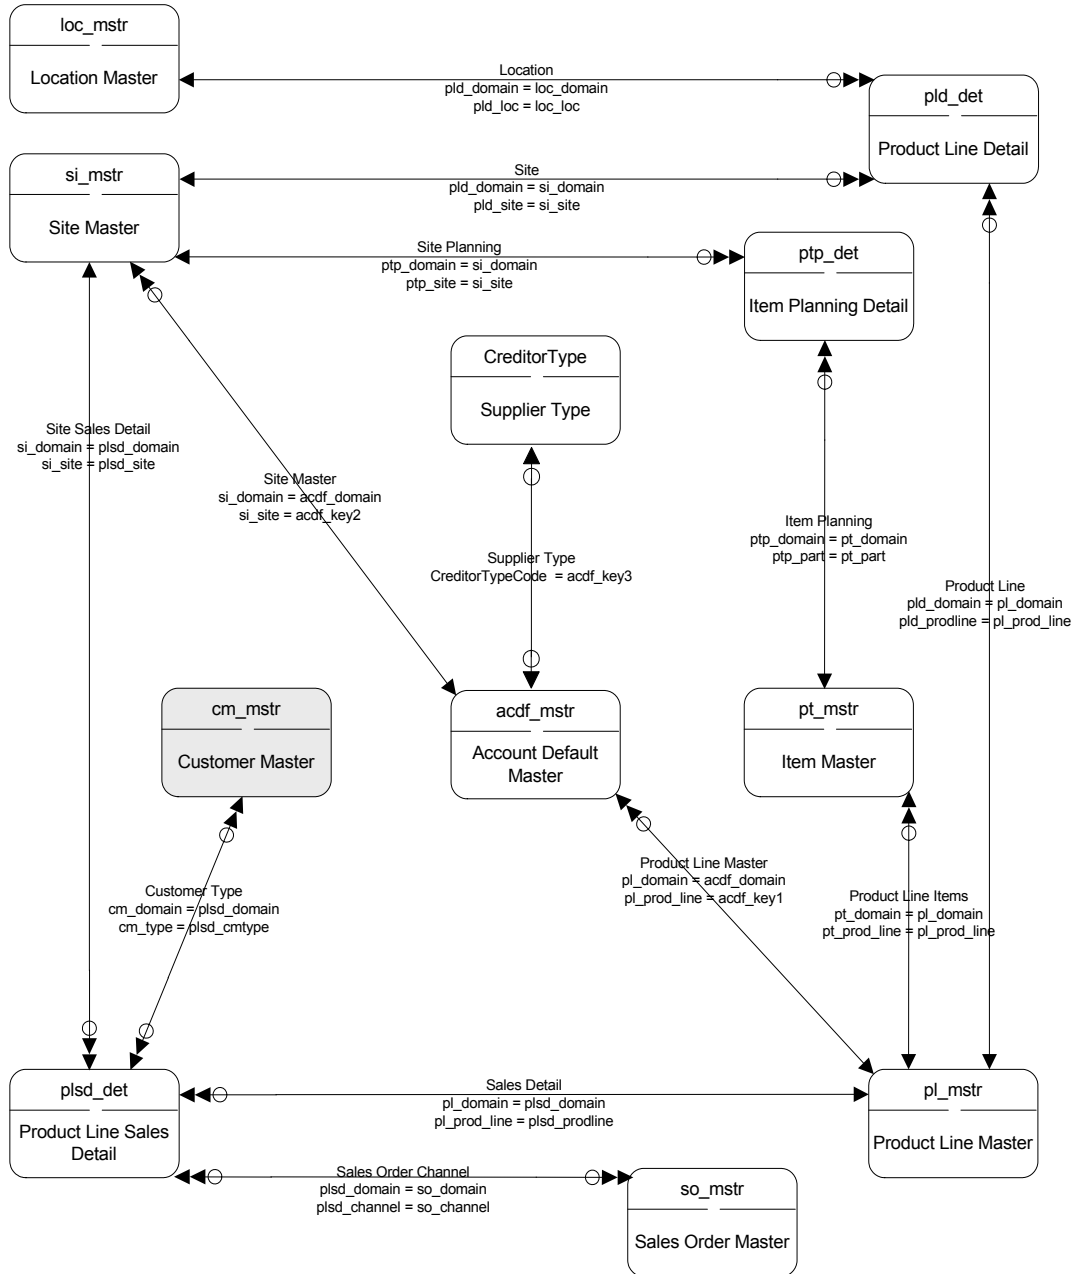 loc_mstr
Location Master
Location
pld_domain = loc_domain
pld_loc = loc_loc
pld_det
Product Line Detail
si_mstr
Site Master
Site
pld_domain = si_domain
pld_site = si_site
Site Planning
ptp_domain = si_domain
ptp_site = si_site
ptp_det
Item Planning Detail
CreditorType
Supplier Type
Site Sales Detail
si_domain = plsd_domain
si_site = plsd_site
Site Master
si_domain = acdf_domain
si_site = acdf_key2
Supplier Type
CreditorTypeCode = acdf_key3
Item Planning
ptp_domain = pt_domain
ptp_part = pt_part
Product Line
pld_domain = pl_domain
pld_prodline = pl_prod_line
cm_mstr
Customer Master
acdf_mstr
Account Default
Master
pt_mstr
Item Master
Customer Type
cm_domain = plsd_domain
cm_type = plsd_cmtype
Product Line Master
pl_domain = acdf_domain
pl_prod_line = acdf_key1
Product Line Items
pt_domain = pl_domain
pt_prod_line = pl_prod_line
plsd_det
Product Line Sales
Detail
Sales Detail
pl_domain = plsd_domain
pl_prod_line = plsd_prodline
pl_mstr
Product Line Master
Sales Order Channel
plsd_domain = so_domain
plsd_channel = so_channel
so_mstr
Sales Order Master